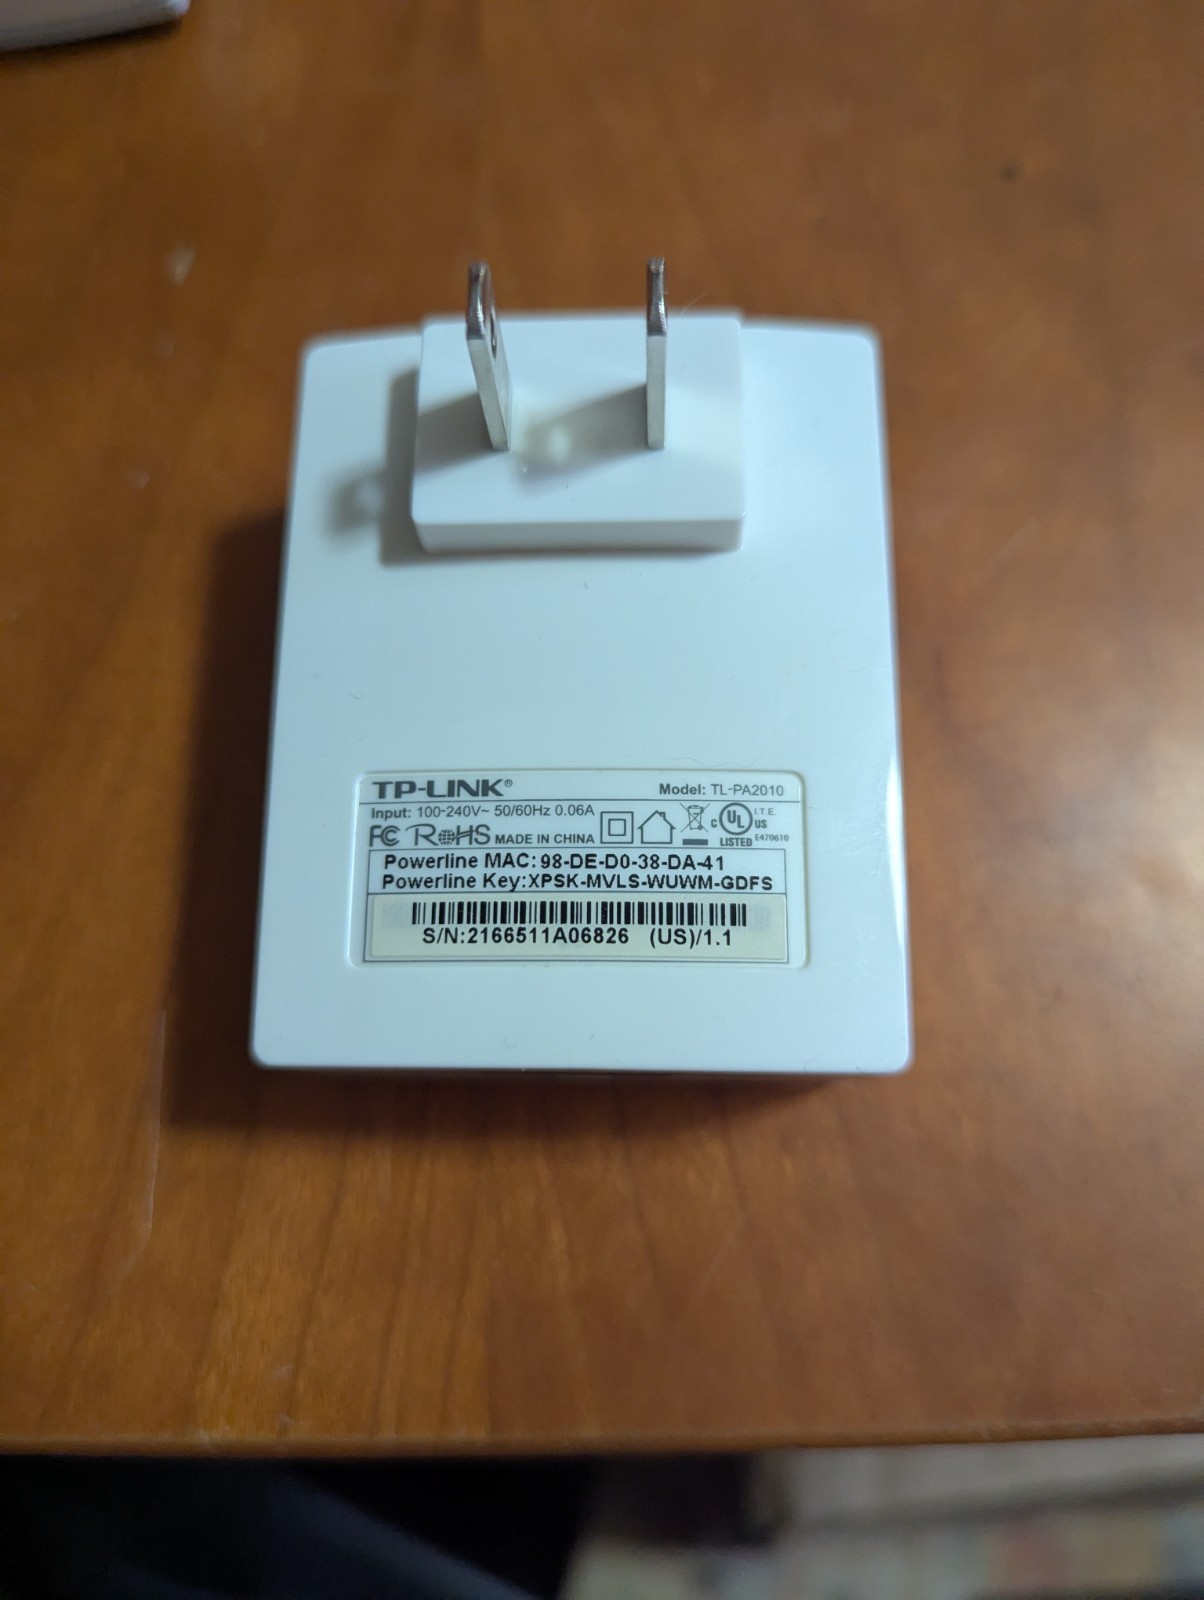 TP-LINK® Model: TL-PA2010
Input: 100-240V~ 50/60Hz 0.06A
FC RoHS MADE IN CHINA c UL US LISTED I.T.E. E470610
Powerline MAC:98-DE-D0-38-DA-41
Powerline Key:XPSK-MVLS-WUWM-GDFS
S/N:2166511A06826 (US)/1.1